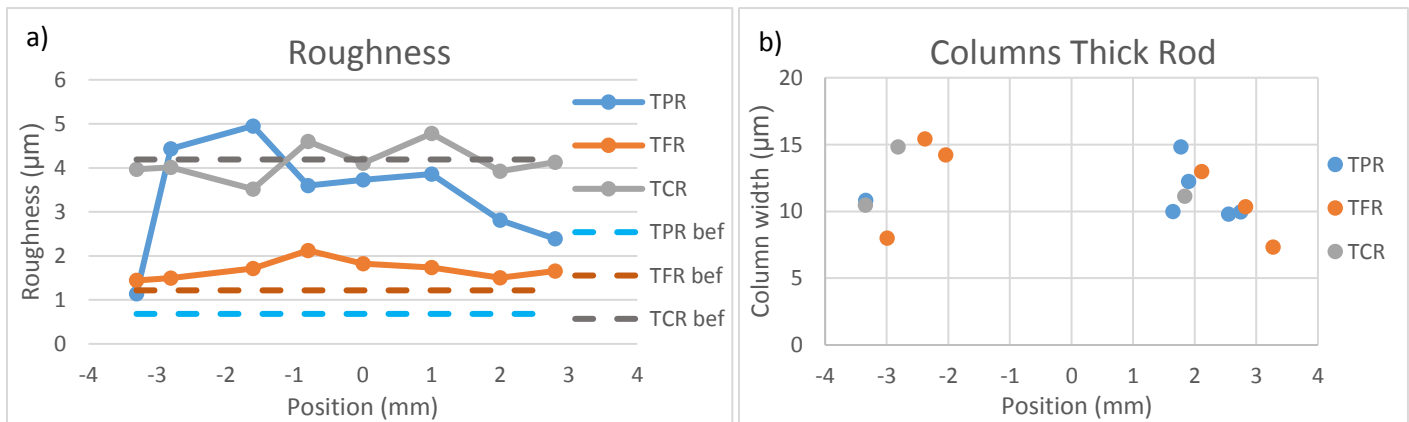 a)
Roughness
Roughness (µm)
6
5
4
3
2
1
0
-4 -3 -2 -1 0 1 2 3 4
Position (mm)
TPR
TFR
TCR
TPR bef
TFR bef
TCR bef
b)
Columns Thick Rod
Column width (µm)
20
15
10
5
0
-4 -3 -2 -1 0 1 2 3 4
Position (mm)
TPR
TFR
TCR